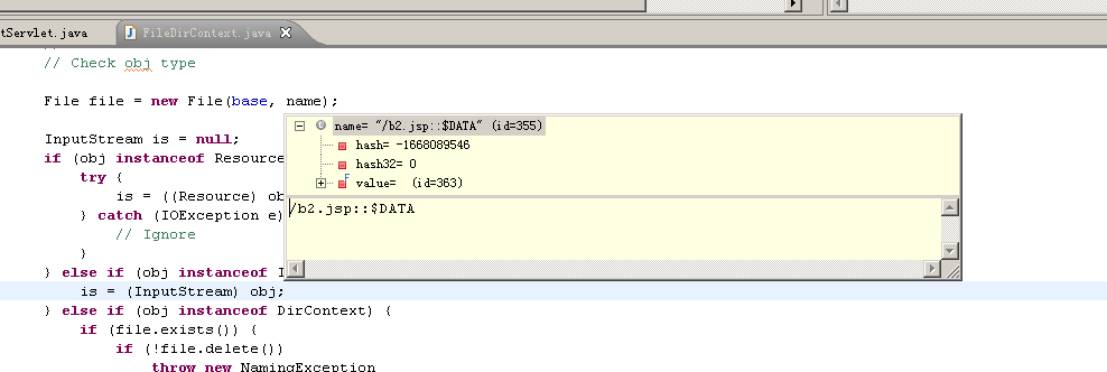 tServlet.java FileDirContext.java
// Check obj type
File file = new File(base, name);
InputStream is = null;
if (obj instanceof Resource
try {
is = ((Resource) ob
} catch (IOException e)
// Ignore
}
} else if (obj instanceof I
is = (InputStream) obj;
} else if (obj instanceof DirContext) {
if (file.exists()) {
if (!file.delete())
throw new NamingException
name= "/b2.jsp::$DATA" (id=355)
hash= -1668089546
hash32= 0
value= (id=363)
/b2.jsp::$DATA